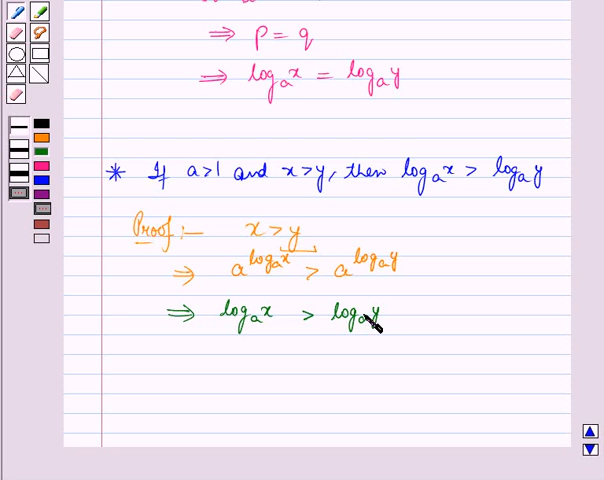 ⇒ p = q
⇒ logₐx = logₐy
* If a>1 and x>y, then logₐx > logₐy
Proof :— x > y
⇒ a^logₐx > a^logₐy
⇒ logₐx > logₐy